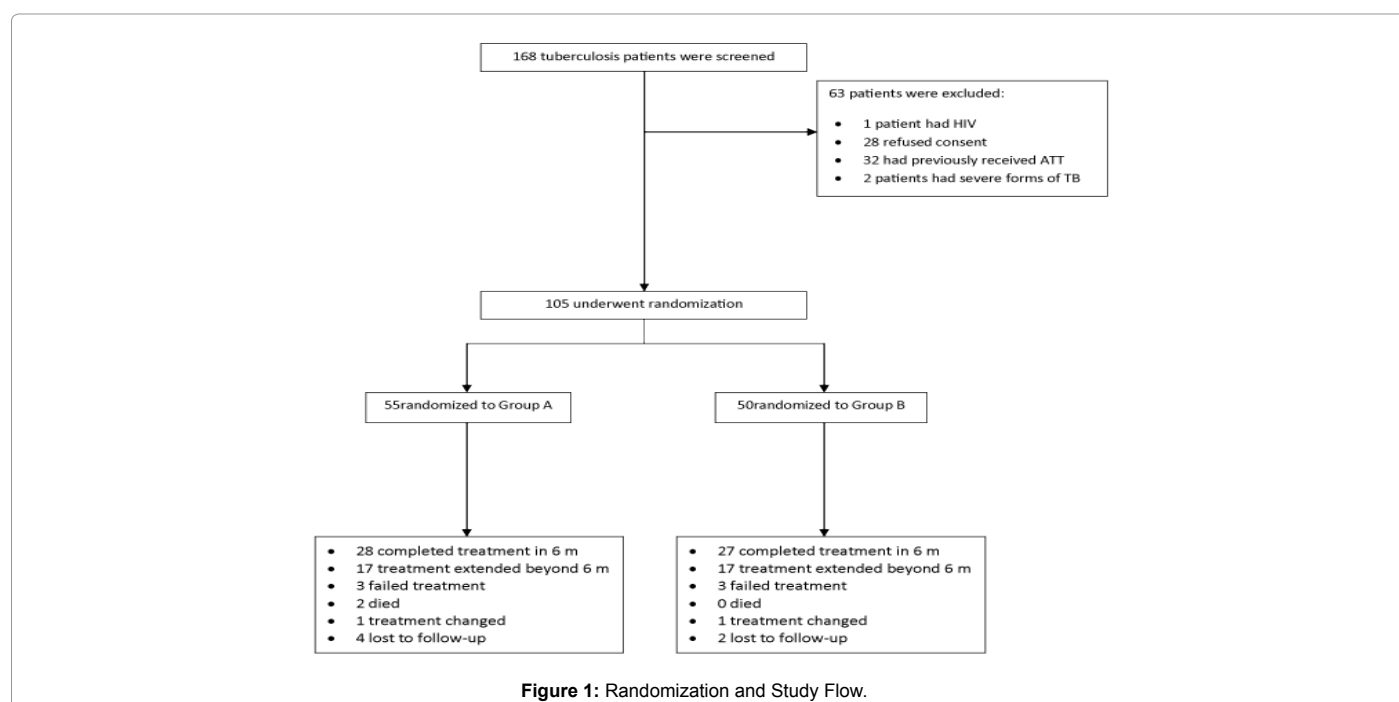 168 tuberculosis patients were screened
63 patients were excluded:
• 1 patient had HIV
• 28 refused consent
• 32 had previously received ATT
• 2 patients had severe forms of TB
105 underwent randomization
55randomized to Group A
50randomized to Group B
• 28 completed treatment in 6 m
• 17 treatment extended beyond 6 m
• 3 failed treatment
• 2 died
• 1 treatment changed
• 4 lost to follow-up
• 27 completed treatment in 6 m
• 17 treatment extended beyond 6 m
• 3 failed treatment
• 0 died
• 1 treatment changed
• 2 lost to follow-up
Figure 1: Randomization and Study Flow.